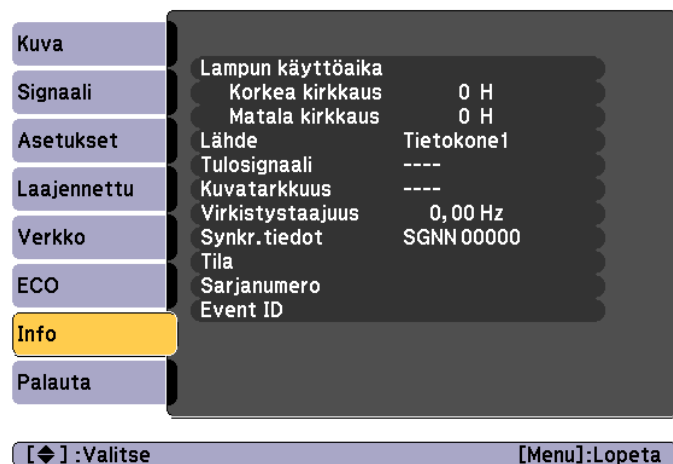 Kuva
Signaali
Asetukset
Laajennettu
Verkko
ECO
Info
Palauta
Lampun käyttöaika
Korkea kirkkaus 0 H
Matala kirkkaus 0 H
Lähde Tietokone1
Tulosignaali ----
Kuvatarkkuus ----
Virkistystaajuus 0,00 Hz
Synkr.tiedot SGNN 00000
Tila
Sarjanumero
Event ID
[◆] :Valitse [Menu]:Lopeta